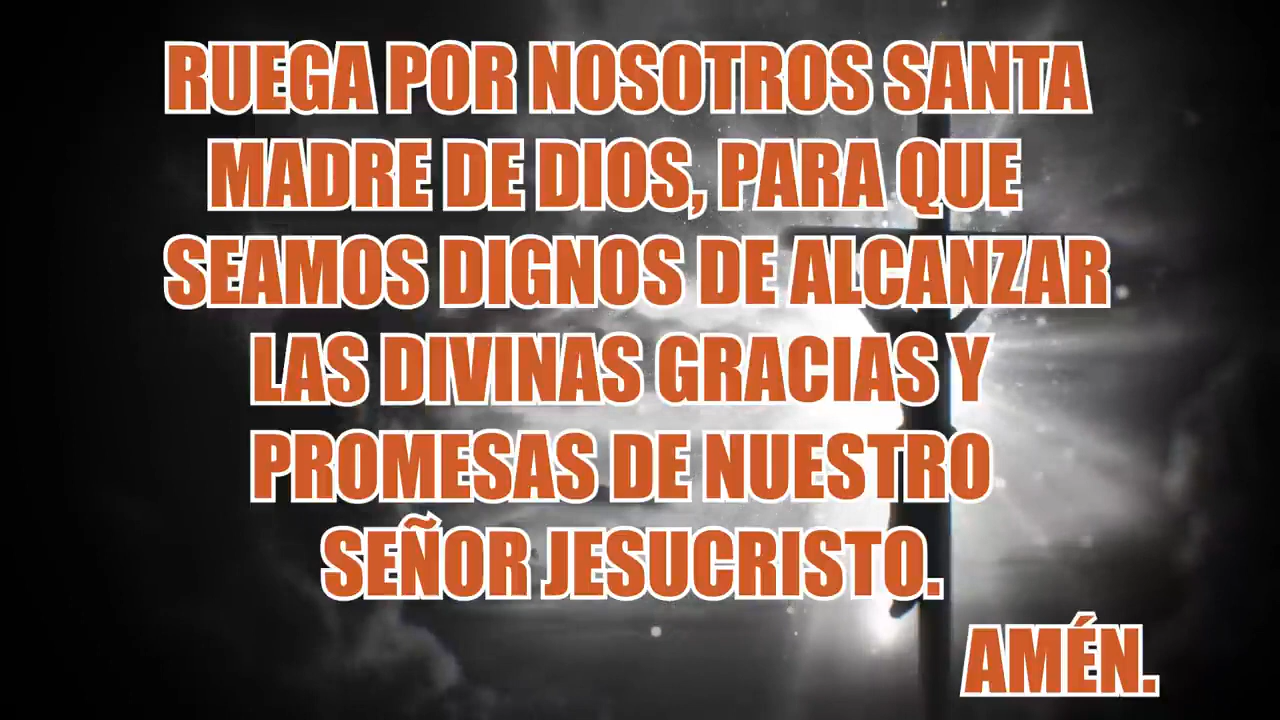 RUEGA POR NOSOTROS SANTA
MADRE DE DIOS, PARA QUE
SEAMOS DIGNOS DE ALCANZAR
LAS DIVINAS GRACIAS Y
PROMESAS DE NUESTRO
SEÑOR JESUCRISTO.
AMÉN.